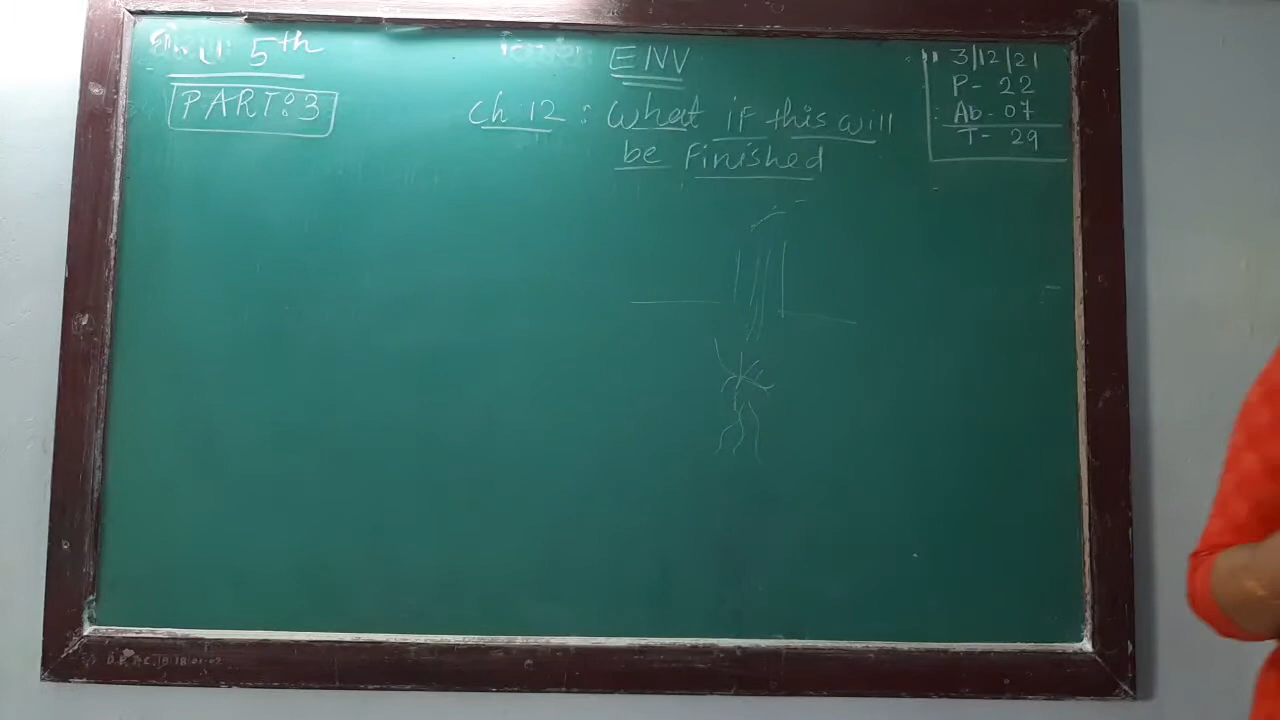 5th
વિષય: ENV
3/12/21
PART: 3
P - 22
Ch 12 : What if this will
Ab - 07
be finished
T - 29